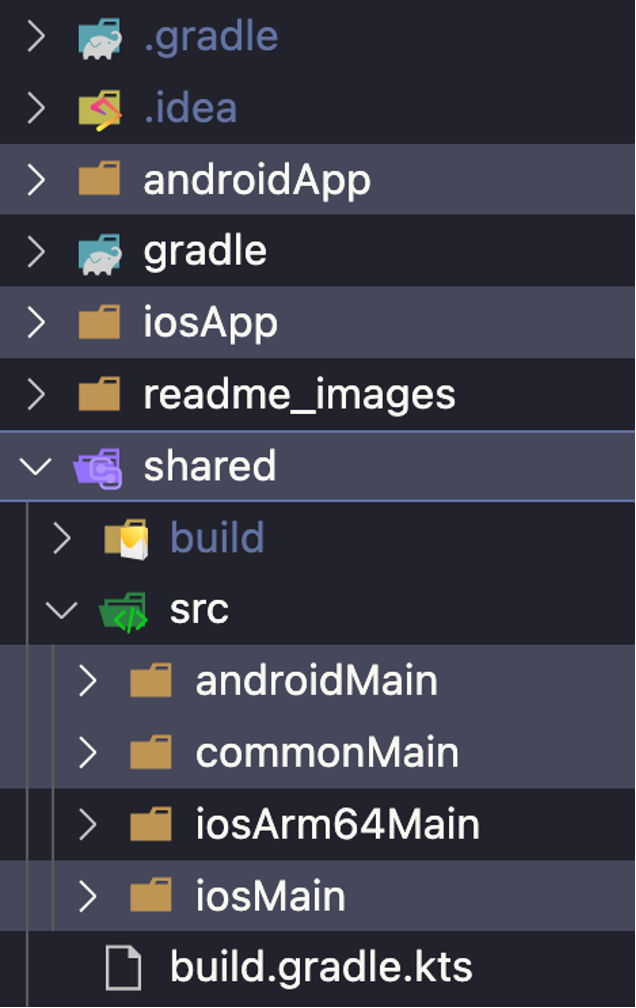 .gradle
.idea
androidApp
gradle
iosApp
readme_images
shared
build
src
androidMain
commonMain
iosArm64Main
iosMain
build.gradle.kts